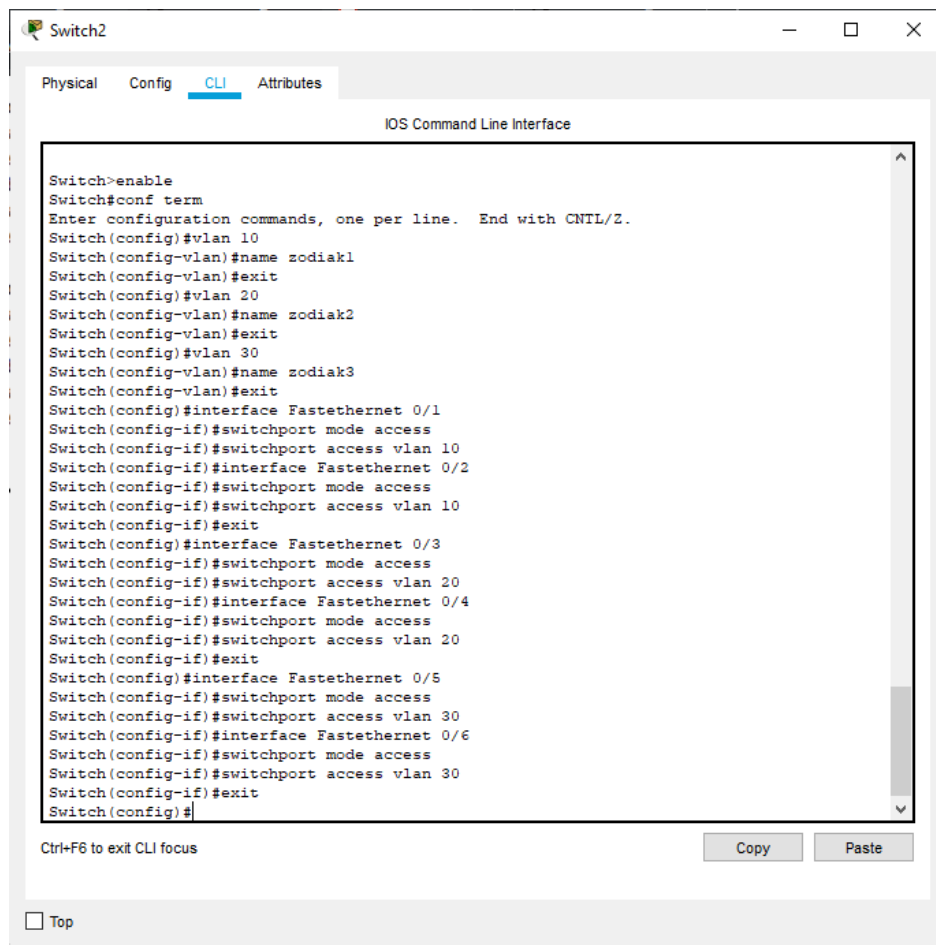 Switch2
Physical Config CLI Attributes
IOS Command Line Interface
Switch>enable
Switch#conf term
Enter configuration commands, one per line.  End with CNTL/Z.
Switch(config)#vlan 10
Switch(config-vlan)#name zodiak1
Switch(config-vlan)#exit
Switch(config)#vlan 20
Switch(config-vlan)#name zodiak2
Switch(config-vlan)#exit
Switch(config)#vlan 30
Switch(config-vlan)#name zodiak3
Switch(config-vlan)#exit
Switch(config)#interface Fastethernet 0/1
Switch(config-if)#switchport mode access
Switch(config-if)#switchport access vlan 10
Switch(config-if)#interface Fastethernet 0/2
Switch(config-if)#switchport mode access
Switch(config-if)#switchport access vlan 10
Switch(config-if)#exit
Switch(config)#interface Fastethernet 0/3
Switch(config-if)#switchport mode access
Switch(config-if)#switchport access vlan 20
Switch(config-if)#interface Fastethernet 0/4
Switch(config-if)#switchport mode access
Switch(config-if)#switchport access vlan 20
Switch(config-if)#exit
Switch(config)#interface Fastethernet 0/5
Switch(config-if)#switchport mode access
Switch(config-if)#switchport access vlan 30
Switch(config-if)#interface Fastethernet 0/6
Switch(config-if)#switchport mode access
Switch(config-if)#switchport access vlan 30
Switch(config-if)#exit
Switch(config)#
Ctrl+F6 to exit CLI focus
Copy Paste
Top